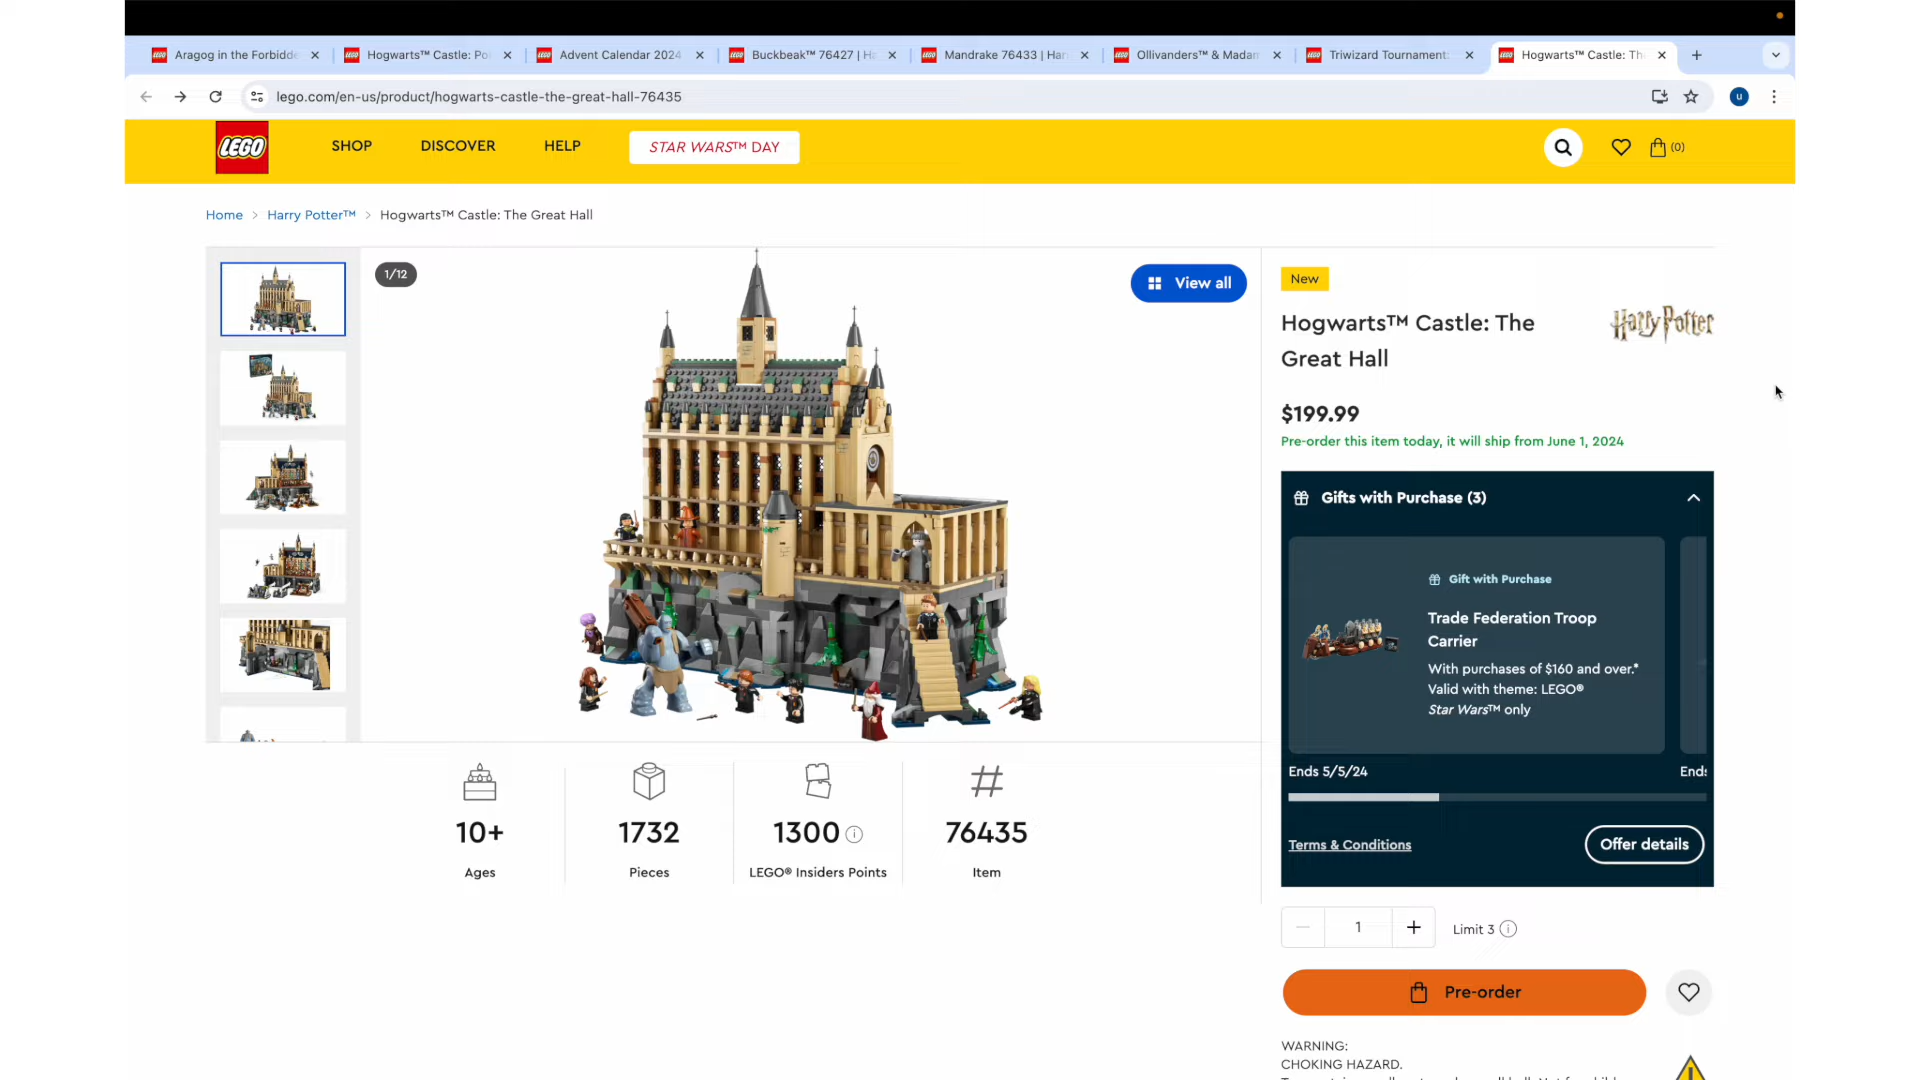 Aragog in the Forbidde
Hogwarts™ Castle: Po
Advent Calendar 2024
Buckbeak™ 76427 | Ha
Mandrake 76433 | Har
Ollivanders™ & Madam
Triwizard Tournament:
Hogwarts™ Castle: Th
lego.com/en-us/product/hogwarts-castle-the-great-hall-76435
u
LEGO
SHOP
DISCOVER
HELP
STAR WARS™ DAY
(0)
Home > Harry Potter™ > Hogwarts™ Castle: The Great Hall
1/12
View all
New
Hogwarts™ Castle: The
Great Hall
Harry Potter
$199.99
Pre-order this item today, it will ship from June 1, 2024
Gifts with Purchase (3)
Gift with Purchase
Trade Federation Troop
Carrier
With purchases of $160 and over.*
Valid with theme: LEGO®
Star Wars™ only
Ends 5/5/24
Ends
Terms & Conditions
Offer details
10+
Ages
1732
Pieces
1300
LEGO® Insiders Points
76435
Item
1
Limit 3
Pre-order
WARNING:
CHOKING HAZARD.